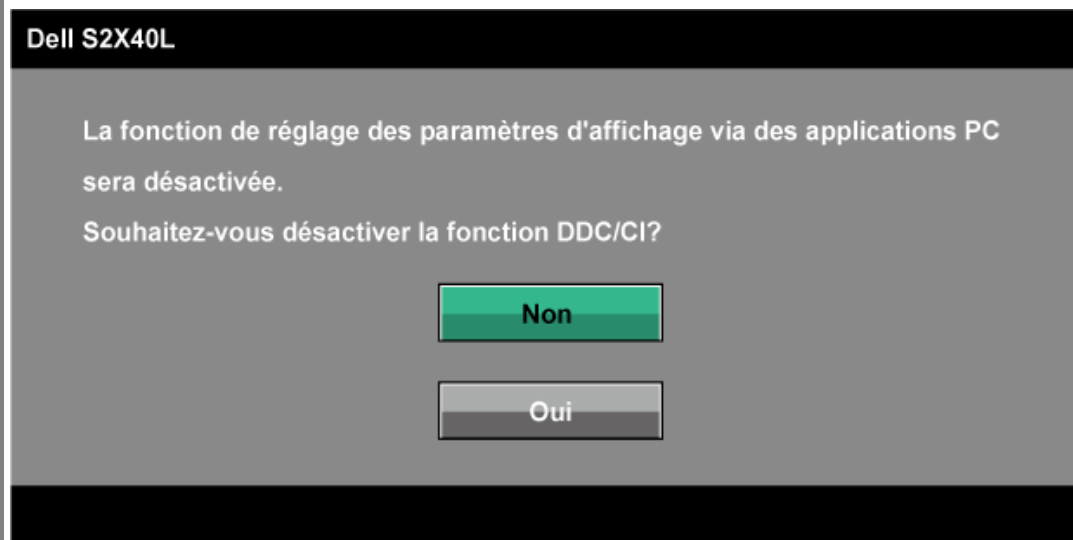 Dell S2X40L
La fonction de réglage des paramètres d'affichage via des applications PC
sera désactivée.
Souhaitez-vous désactiver la fonction DDC/CI?
Non
Oui